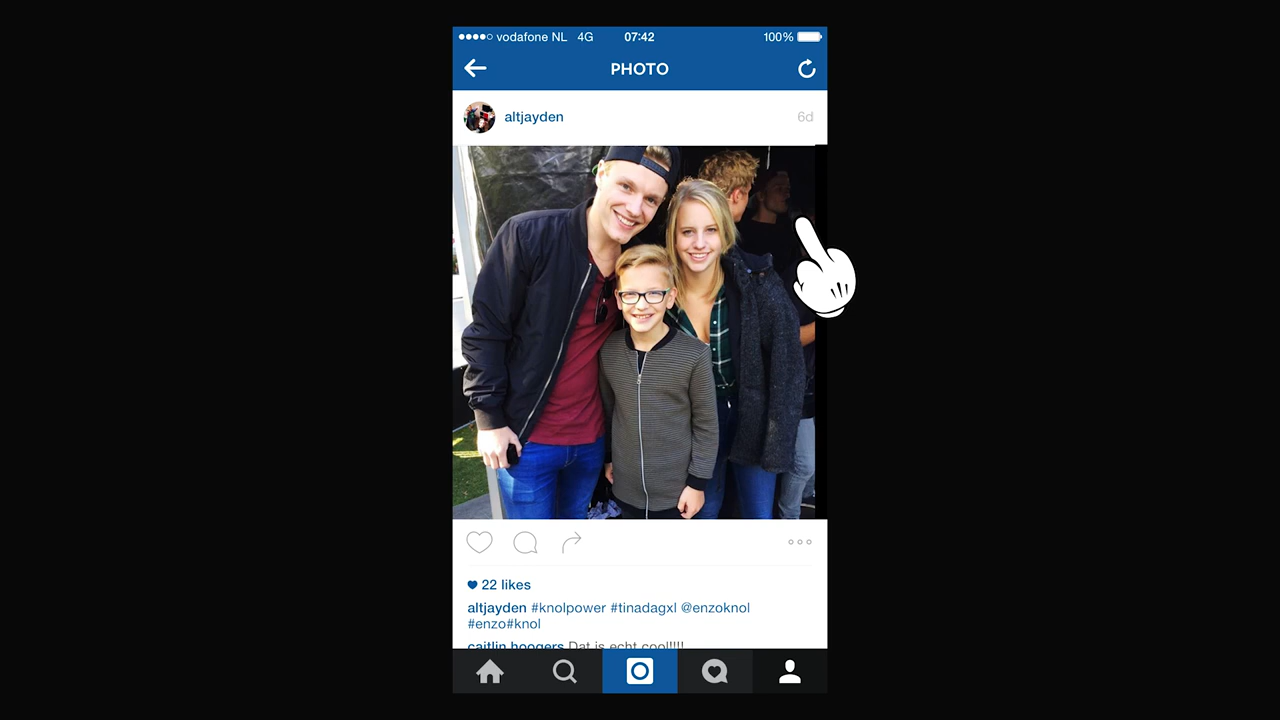 vodafone NL 4G 07:42 100%
PHOTO
altjayden 6d
22 likes
altjayden #knolpower #tinadagxl @enzoknol
#enzo#knol
caitlin hoogers Dat is echt cool!!!!